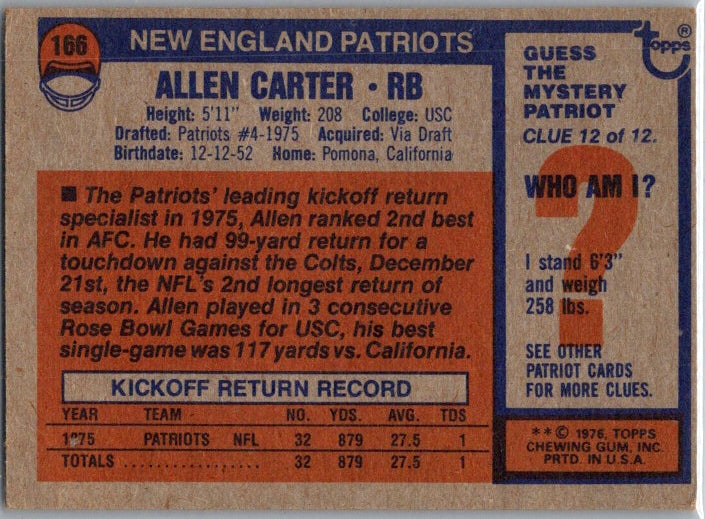 166
NEW ENGLAND PATRIOTS
ALLEN CARTER • RB
Height: 5'11" Weight: 208 College: USC
Drafted: Patriots #4-1975 Acquired: Via Draft
Birthdate: 12-12-52 Home: Pomona, California
■ The Patriots' leading kickoff return
specialist in 1975, Allen ranked 2nd best
in AFC. He had 99-yard return for a
touchdown against the Colts, December
21st, the NFL's 2nd longest return of
season. Allen played in 3 consecutive
Rose Bowl Games for USC, his best
single-game was 117 yards vs. California.
KICKOFF RETURN RECORD
YEAR TEAM NO. YDS. AVG. TDS
1975 PATRIOTS NFL 32 879 27.5 1
TOTALS ................ 32 879 27.5 1
topps®
GUESS
THE
MYSTERY
PATRIOT
CLUE 12 of 12.
?
WHO AM I?
I stand 6'3"
and weigh
258 lbs.
SEE OTHER
PATRIOT CARDS
FOR MORE CLUES.
**© 1976, TOPPS
CHEWING GUM, INC.
PRTD. IN U.S.A.